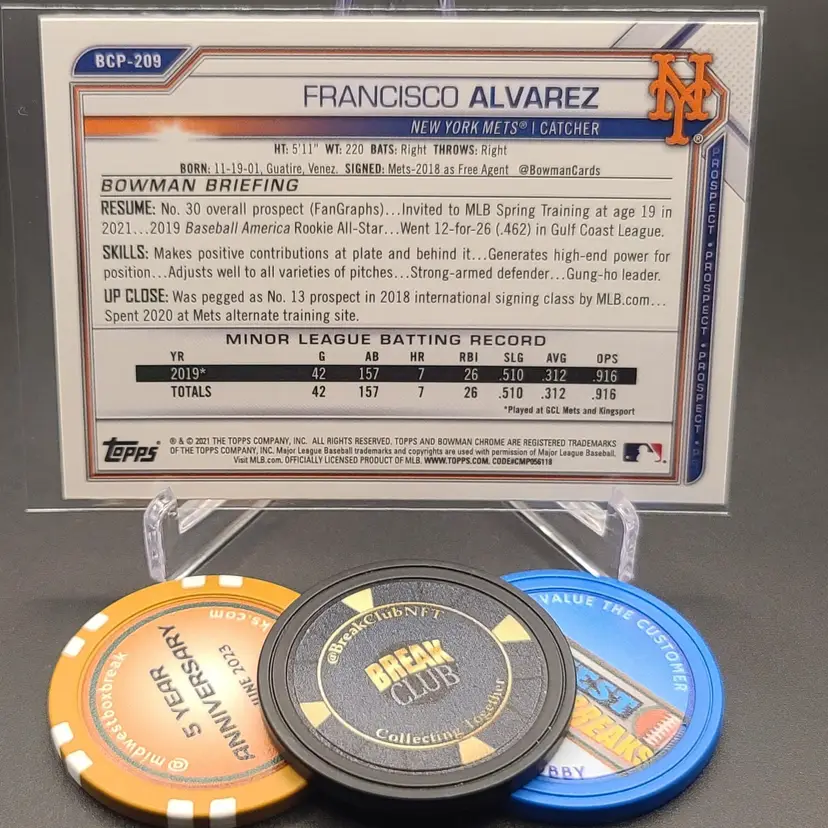 BCP-209
FRANCISCO ALVAREZ
NEW YORK METS® | CATCHER
HT: 5'11" WT: 220 BATS: Right THROWS: Right
BORN: 11-19-01, Guatire, Venez. SIGNED: Mets-2018 as Free Agent @BowmanCards
BOWMAN BRIEFING
RESUME: No. 30 overall prospect (FanGraphs)...Invited to MLB Spring Training at age 19 in
2021...2019 Baseball America Rookie All-Star...Went 12-for-26 (.462) in Gulf Coast League.
SKILLS: Makes positive contributions at plate and behind it...Generates high-end power for
position...Adjusts well to all varieties of pitches...Strong-armed defender...Gung-ho leader.
UP CLOSE: Was pegged as No. 13 prospect in 2018 international signing class by MLB.com...
Spent 2020 at Mets alternate training site.
MINOR LEAGUE BATTING RECORD
YR G AB HR RBI SLG AVG OPS
2019* 42 157 7 26 .510 .312 .916
TOTALS 42 157 7 26 .510 .312 .916
*Played at GCL Mets and Kingsport
Topps
® & © 2021 THE TOPPS COMPANY, INC. ALL RIGHTS RESERVED. TOPPS AND BOWMAN CHROME ARE REGISTERED TRADEMARKS
OF THE TOPPS COMPANY, INC. Major League Baseball trademarks and copyrights are used with permission of Major League Baseball.
Visit MLB.com. OFFICIALLY LICENSED PRODUCT OF MLB. WWW.TOPPS.COM. CODE#CMP056118
NY
PROSPECT • PROSPECT • PROSPECT • PROSPECT •
ks.com
5 YEAR
ANNIVERSARY
JUNE 2023
@midwestboxbreak
@BreakClubNFT
BREAK
CLUB
Collecting Together
VALUE THE CUSTOMER
EST
BREAKS
BBY